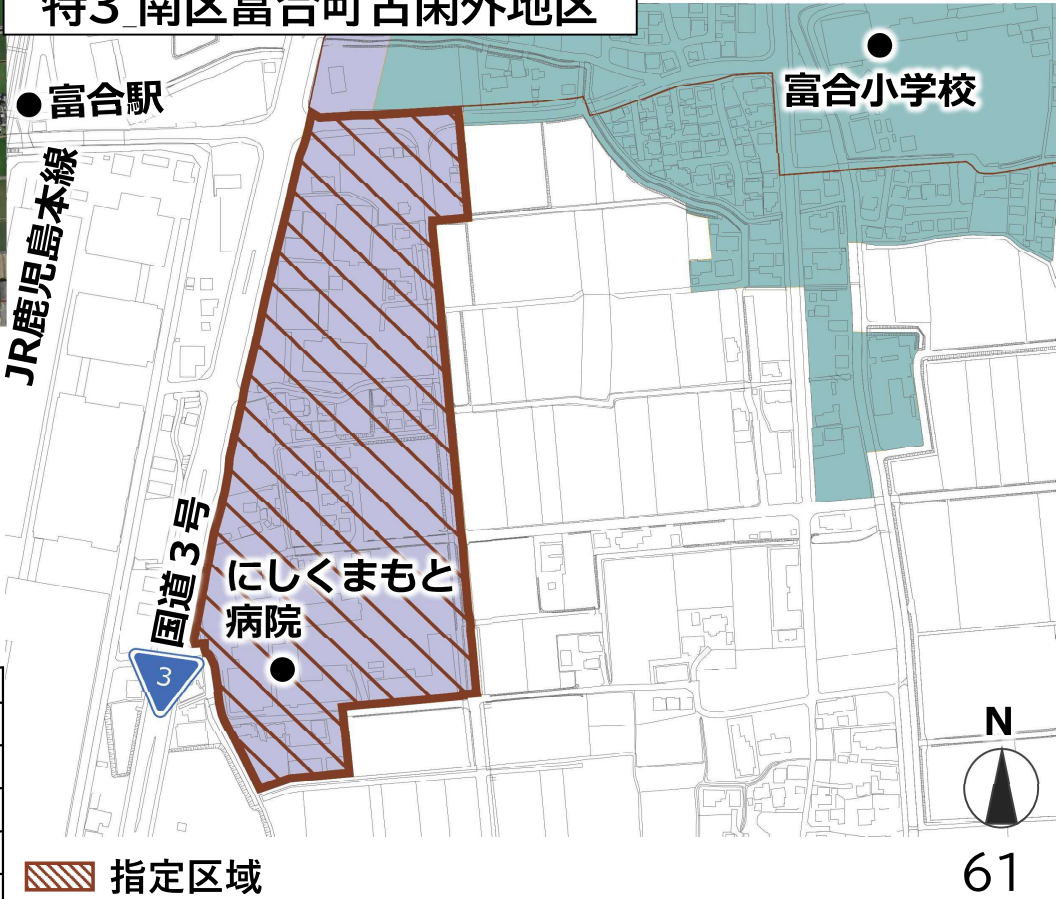 特3_南区富合町古閑外地区
富合駅
富合小学校
JR鹿児島本線
国道3号
3
にしくまもと
病院
N
指定区域
61